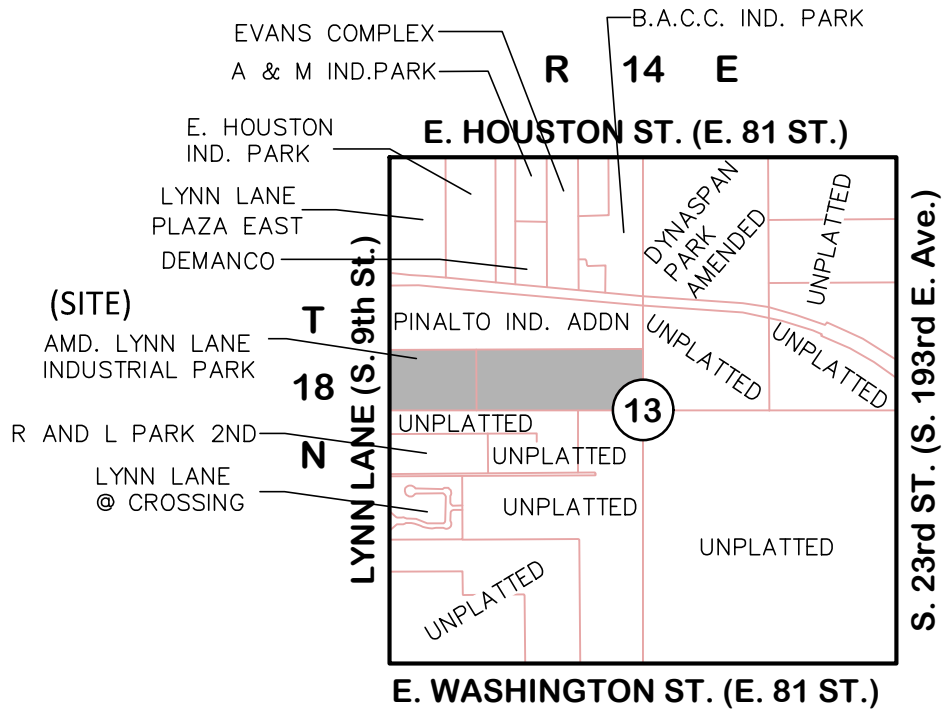 B.A.C.C. IND. PARK
EVANS COMPLEX
A & M IND.PARK
R 14 E
E. HOUSTON ST. (E. 81 ST.)
E. HOUSTON
IND. PARK
LYNN LANE
PLAZA EAST
DEMANCO
DYNASPAN
PARK
AMENDED
UNPLATTED
(SITE)
AMD. LYNN LANE
INDUSTRIAL PARK
T
18
N
LYNN LANE (S. 9th St.)
PINALTO IND. ADDN
UNPLATTED
UNPLATTED
13
S. 23rd ST. (S. 193rd E. Ave.)
UNPLATTED
R AND L PARK 2ND
UNPLATTED
LYNN LANE
@ CROSSING
UNPLATTED
UNPLATTED
UNPLATTED
E. WASHINGTON ST. (E. 81 ST.)